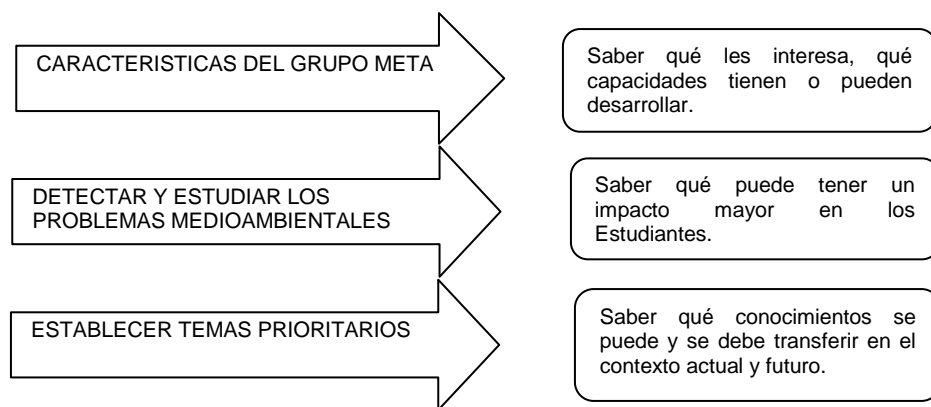 CARACTERISTICAS DEL GRUPO META
Saber qué les interesa, qué
capacidades tienen o pueden
desarrollar.
DETECTAR Y ESTUDIAR LOS
PROBLEMAS MEDIOAMBIENTALES
Saber qué puede tener un
impacto mayor en los
Estudiantes.
ESTABLECER TEMAS PRIORITARIOS
Saber qué conocimientos se
puede y se debe transferir en el
contexto actual y futuro.